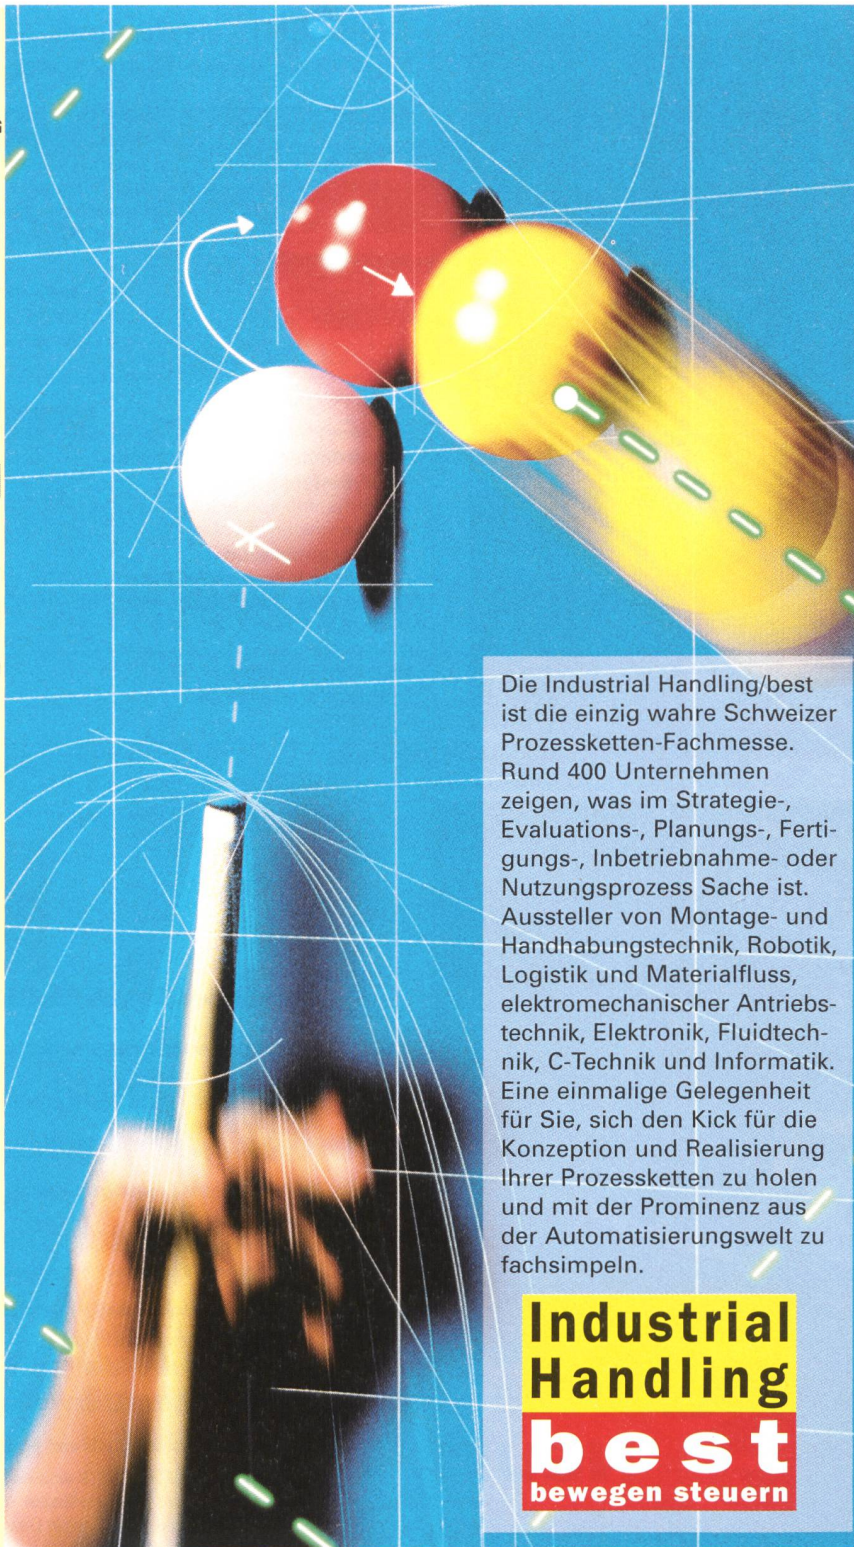 Die Industrial Handling/best
ist die einzig wahre Schweizer
Prozessketten-Fachmesse.
Rund 400 Unternehmen
zeigen, was im Strategie-,
Evaluations-, Planungs-, Ferti-
gungs-, Inbetriebnahme- oder
Nutzungsprozess Sache ist.
Aussteller von Montage- und
Handhabungstechnik, Robotik,
Logistik und Materialfluss,
elektromechanischer Antriebs-
technik, Elektronik, Fluidtech-
nik, C-Technik und Informatik.
Eine einmalige Gelegenheit
für Sie, sich den Kick für die
Konzeption und Realisierung
Ihrer Prozessketten zu holen
und mit der Prominenz aus
der Automatisierungswelt zu
fachsimpeln.
Industrial
Handling
best
bewegen steuern